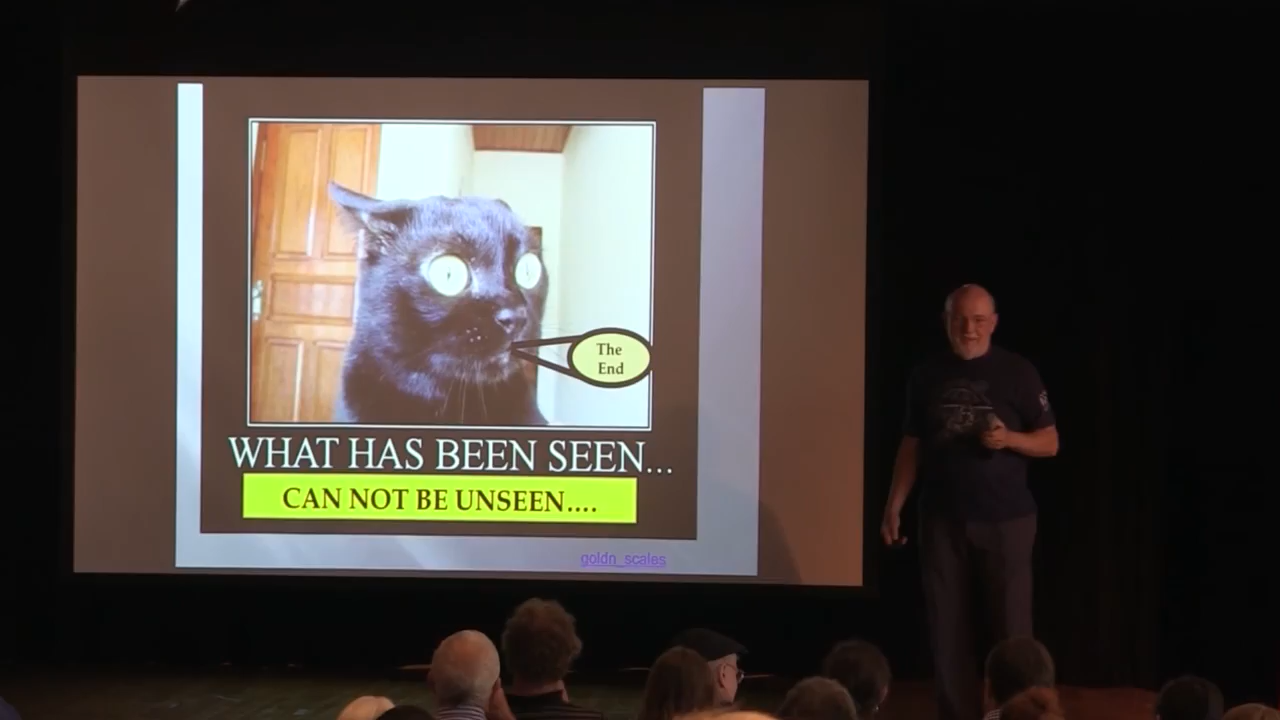 The
End
WHAT HAS BEEN SEEN...
CAN NOT BE UNSEEN....
goldn_scales